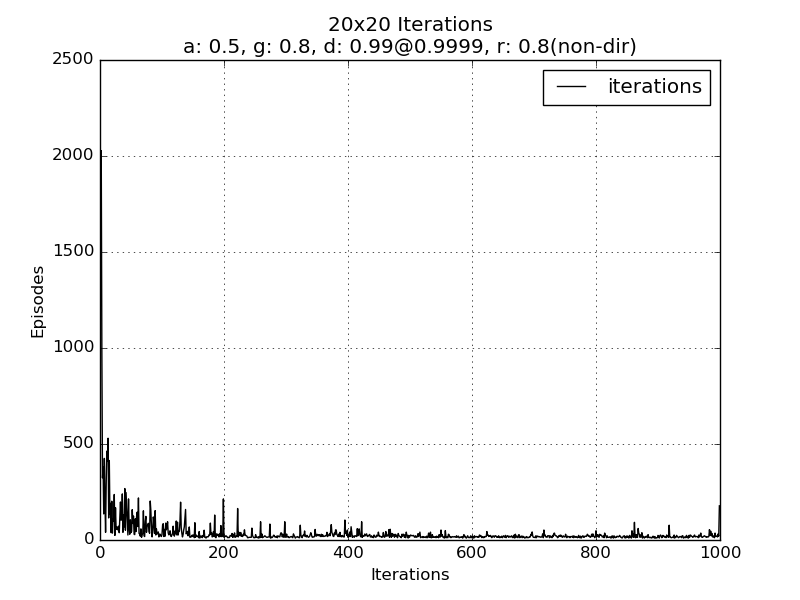 20x20 Iterations
a: 0.5, g: 0.8, d: 0.99@0.9999, r: 0.8(non-dir)
iterations
2500
2000
1500
1000
500
0
Episodes
0 200 400 600 800 1000
Iterations